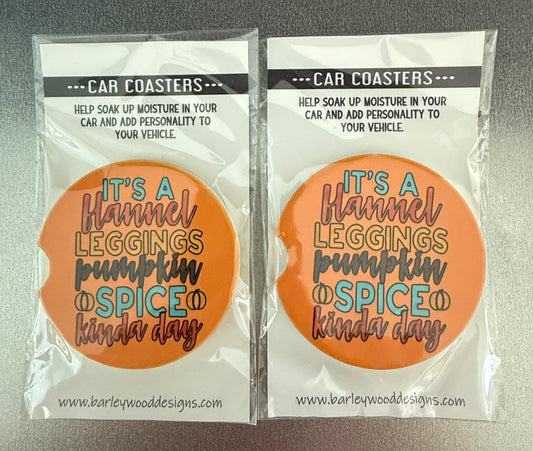 ---CAR COASTERS---
HELP SOAK UP MOISTURE IN YOUR
CAR AND ADD PERSONALITY TO
YOUR VEHICLE.
IT'S A
flannel
LEGGINGS
pumpkin
SPICE
kinda day
www.barleywooddesigns.com
---CAR COASTERS---
HELP SOAK UP MOISTURE IN YOUR
CAR AND ADD PERSONALITY TO
YOUR VEHICLE.
IT'S A
flannel
LEGGINGS
pumpkin
SPICE
kinda day
www.barleywooddesigns.com